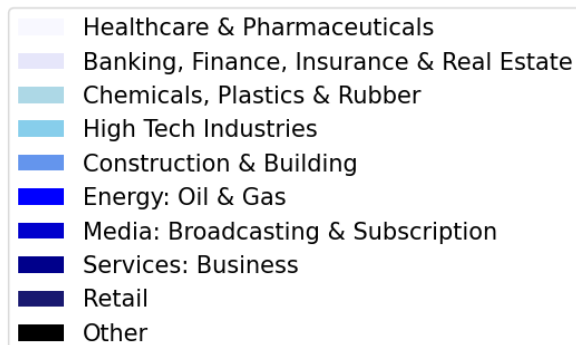 Healthcare & Pharmaceuticals
Banking, Finance, Insurance & Real Estate
Chemicals, Plastics & Rubber
High Tech Industries
Construction & Building
Energy: Oil & Gas
Media: Broadcasting & Subscription
Services: Business
Retail
Other